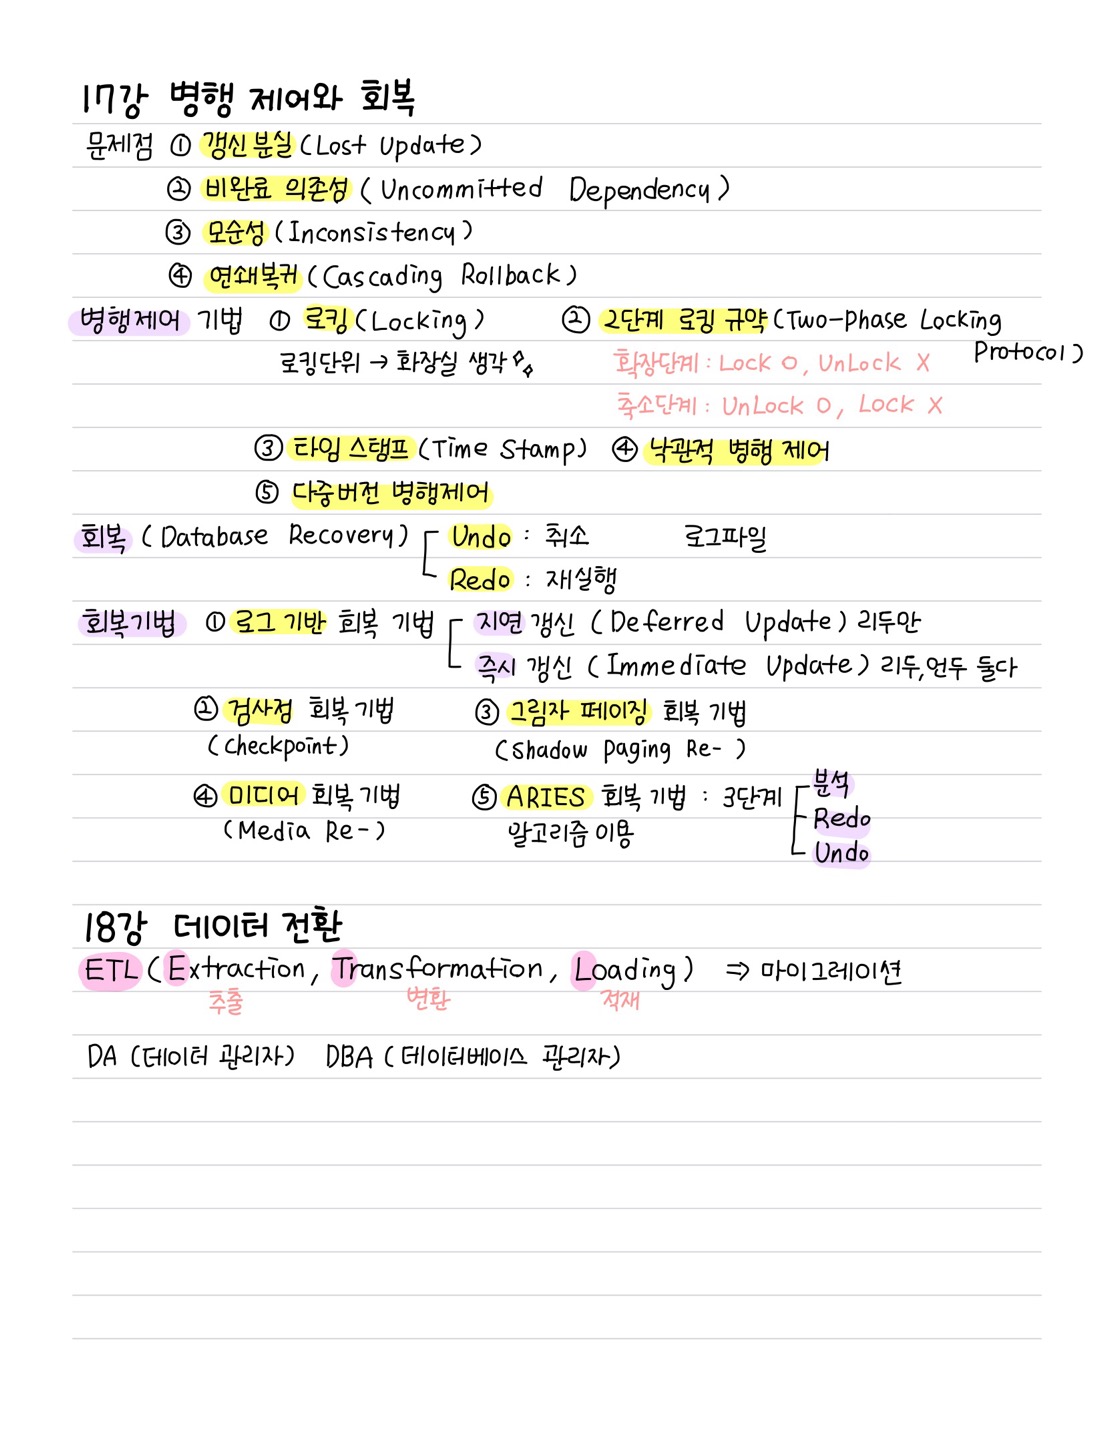 17강 병행 제어와 회복
문제점 ① 갱신분실 (Lost Update)
② 비완료 의존성 (Uncommitted Dependency)
③ 모순성 (Inconsistency)
④ 연쇄복귀 (Cascading Rollback)
병행제어 기법 ① 로킹 (Locking) ② 2단계 로킹 규약 (Two-Phase Locking Protocol)
로킹단위 → 화장실 생각
확장단계 : Lock O, UnLock X
축소단계 : UnLock O, Lock X
③ 타임 스탬프 (Time Stamp) ④ 낙관적 병행 제어
⑤ 다중버전 병행제어
회복 (Database Recovery) Undo : 취소 로그파일
Redo : 재실행
회복기법 ① 로그 기반 회복 기법 지연 갱신 (Deferred Update) 리두만
즉시 갱신 (Immediate Update) 리두, 언두 둘다
② 검사점 회복 기법 ③ 그림자 페이징 회복 기법
(checkpoint) (Shadow Paging Re-)
④ 미디어 회복 기법 ⑤ ARIES 회복 기법 : 3단계 분석
(Media Re-) 알고리즘 이용 Redo
Undo
18강 데이터 전환
ETL (Extraction, Transformation, Loading) ⇒ 마이그레이션
추출 변환 적재
DA (데이터 관리자) DBA (데이터베이스 관리자)